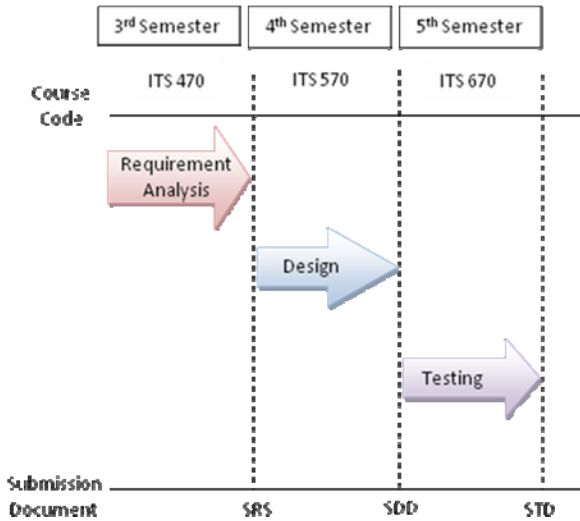 3rd Semester 4th Semester 5th Semester
ITS 470 ITS 570 ITS 670
Course
Code
Requirement
Analysis
Design
Testing
Submission
Document
SRS SDD STD